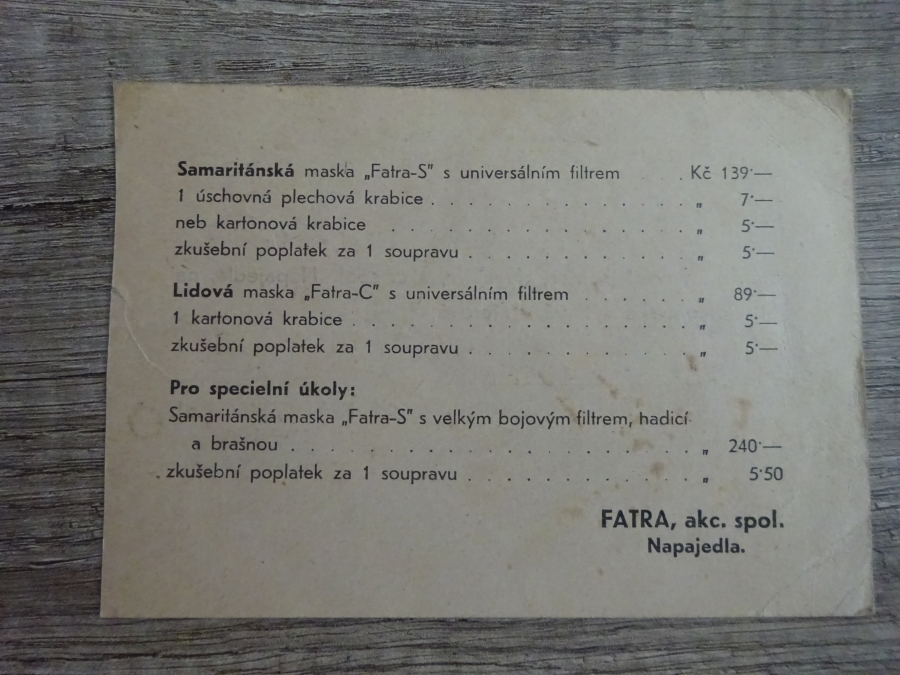 Samaritánská maska „Fatra-S" s universálním filtrem . Kč 139·—
1 úschovná plechová krabice . . . . . . . . . . . . „ 7·—
neb kartonová krabice . . . . . . . . . . . . . . „ 5·—
zkušební poplatek za 1 soupravu . . . . . . . . . . „ 5·—
Lidová maska „Fatra-C" s universálním filtrem . . . . . „ 89·—
1 kartonová krabice . . . . . . . . . . . . . . . „ 5·—
zkušební poplatek za 1 soupravu . . . . . . . . . . „ 5·—
Pro specielní úkoly:
Samaritánská maska „Fatra-S" s velkým bojovým filtrem, hadicí
a brašnou . . . . . . . . . . . . . . . . . . „ 240·—
zkušební poplatek za 1 soupravu . . . . . . . . . . „ 5·50
FATRA, akc. spol.
Napajedla.